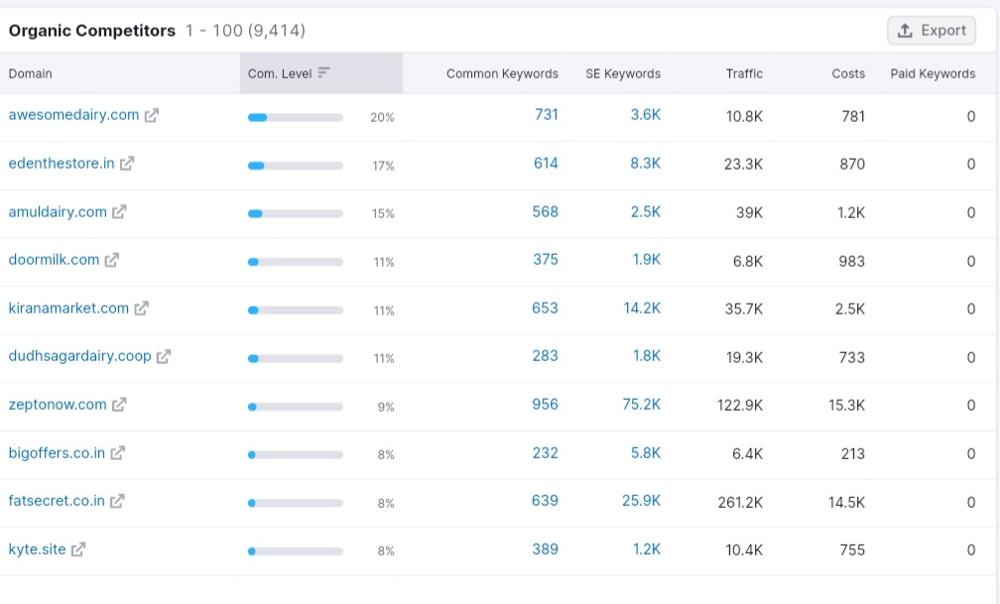 Organic Competitors 1 - 100 (9,414) Export
Domain Com. Level Common Keywords SE Keywords Traffic Costs Paid Keywords
awesomedairy.com 20% 731 3.6K 10.8K 781 0
edenthestore.in 17% 614 8.3K 23.3K 870 0
amuldairy.com 15% 568 2.5K 39K 1.2K 0
doormilk.com 11% 375 1.9K 6.8K 983 0
kiranamarket.com 11% 653 14.2K 35.7K 2.5K 0
dudhsagardairy.coop 11% 283 1.8K 19.3K 733 0
zeptonow.com 9% 956 75.2K 122.9K 15.3K 0
bigoffers.co.in 8% 232 5.8K 6.4K 213 0
fatsecret.co.in 8% 639 25.9K 261.2K 14.5K 0
kyte.site 8% 389 1.2K 10.4K 755 0